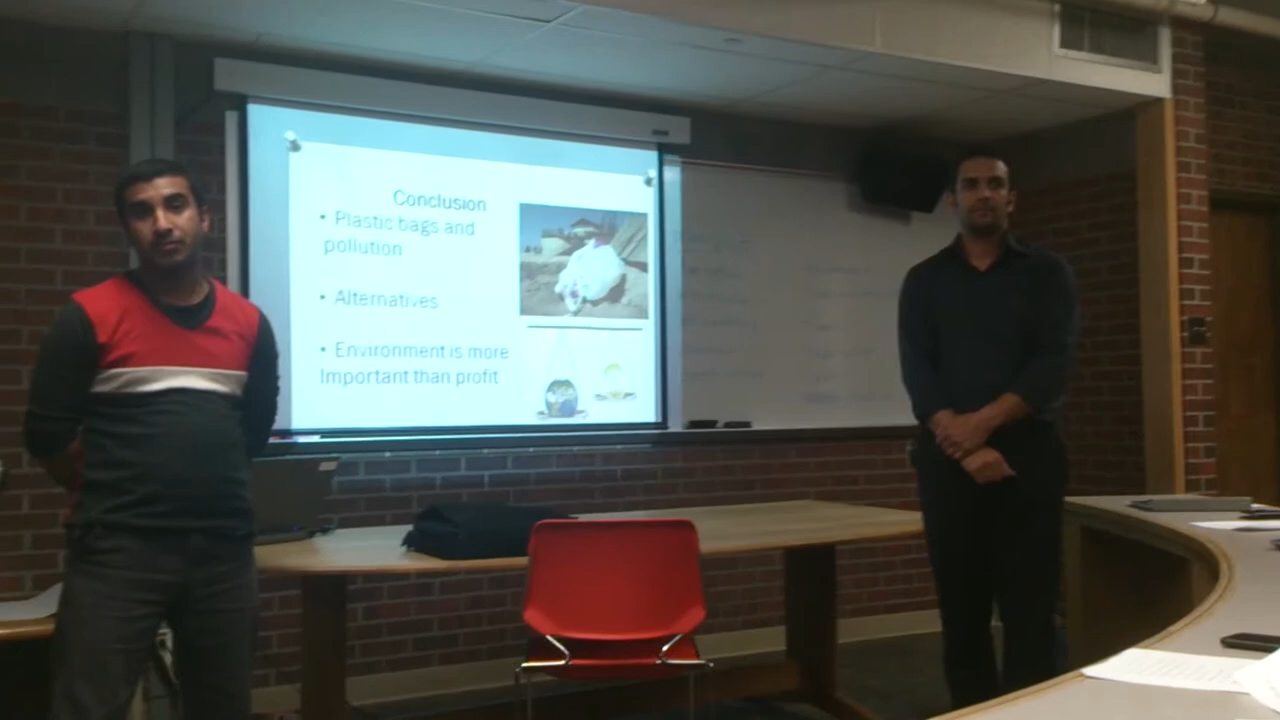 Conclusion
• Plastic bags and
pollution
• Alternatives
• Environment is more
Important than profit